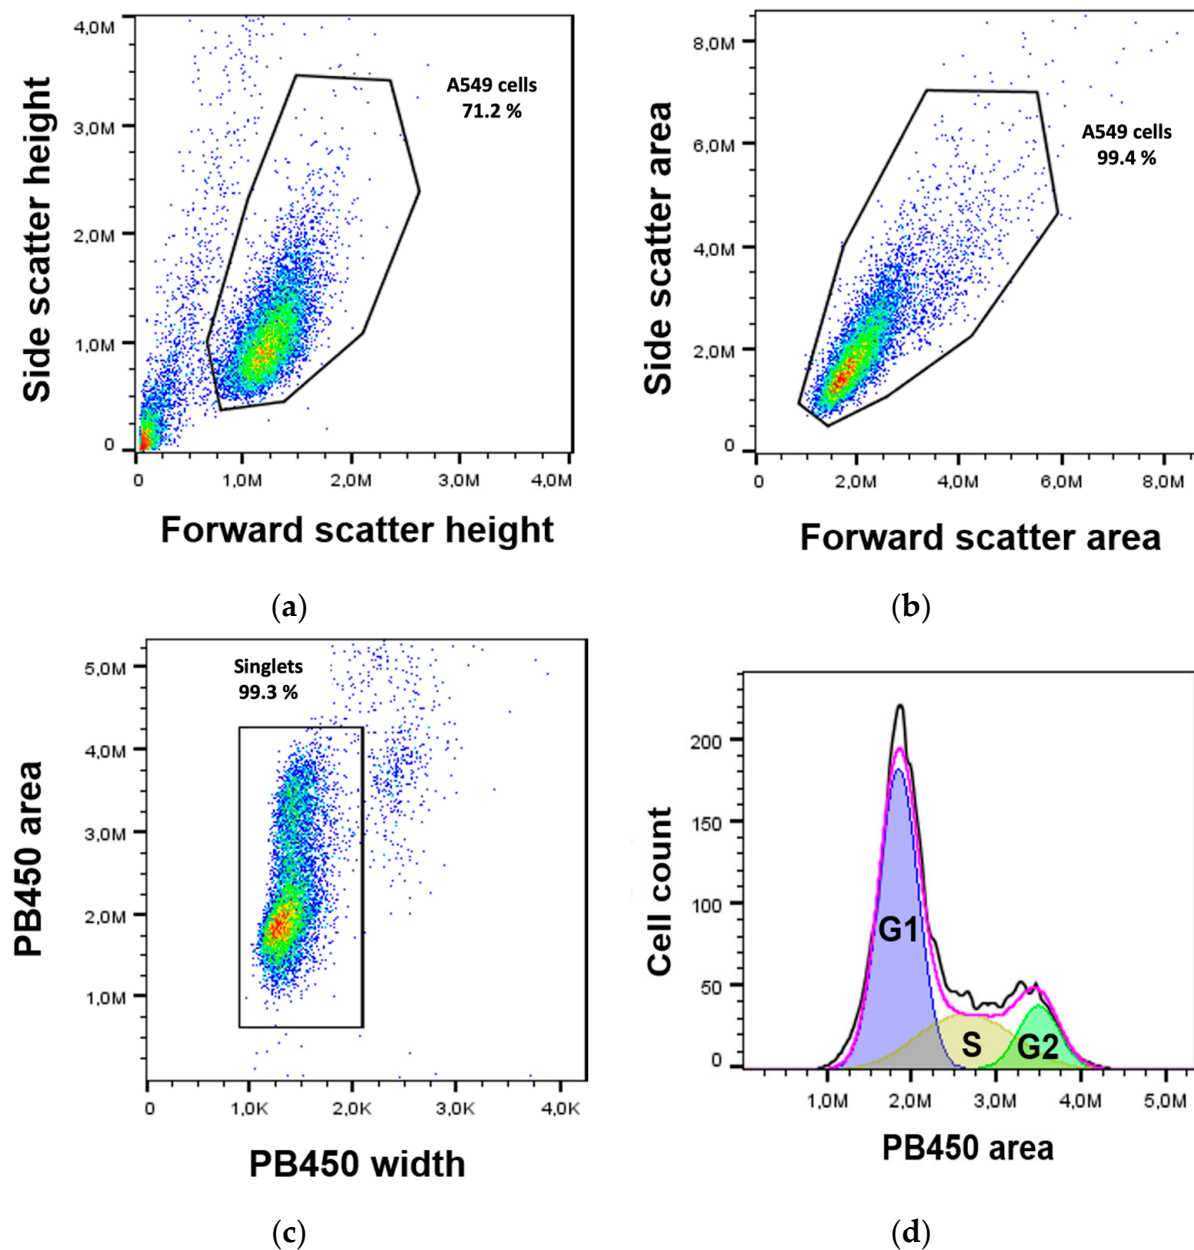 4,0M
3,0M
2,0M
1,0M
0
Side scatter height
A549 cells
71.2 %
0
1,0M
2,0M
3,0M
4,0M
Forward scatter height
(a)
8,0M
6,0M
4,0M
2,0M
0
Side scatter area
A549 cells
99.4 %
0
2,0M
4,0M
6,0M
8,0M
Forward scatter area
(b)
5,0M
4,0M
3,0M
2,0M
1,0M
PB450 area
Singlets
99.3 %
0
1,0K
2,0K
3,0K
4,0K
PB450 width
(c)
200
150
100
50
0
Cell count
G1
S
G2
1,0M
2,0M
3,0M
4,0M
5,0M
PB450 area
(d)